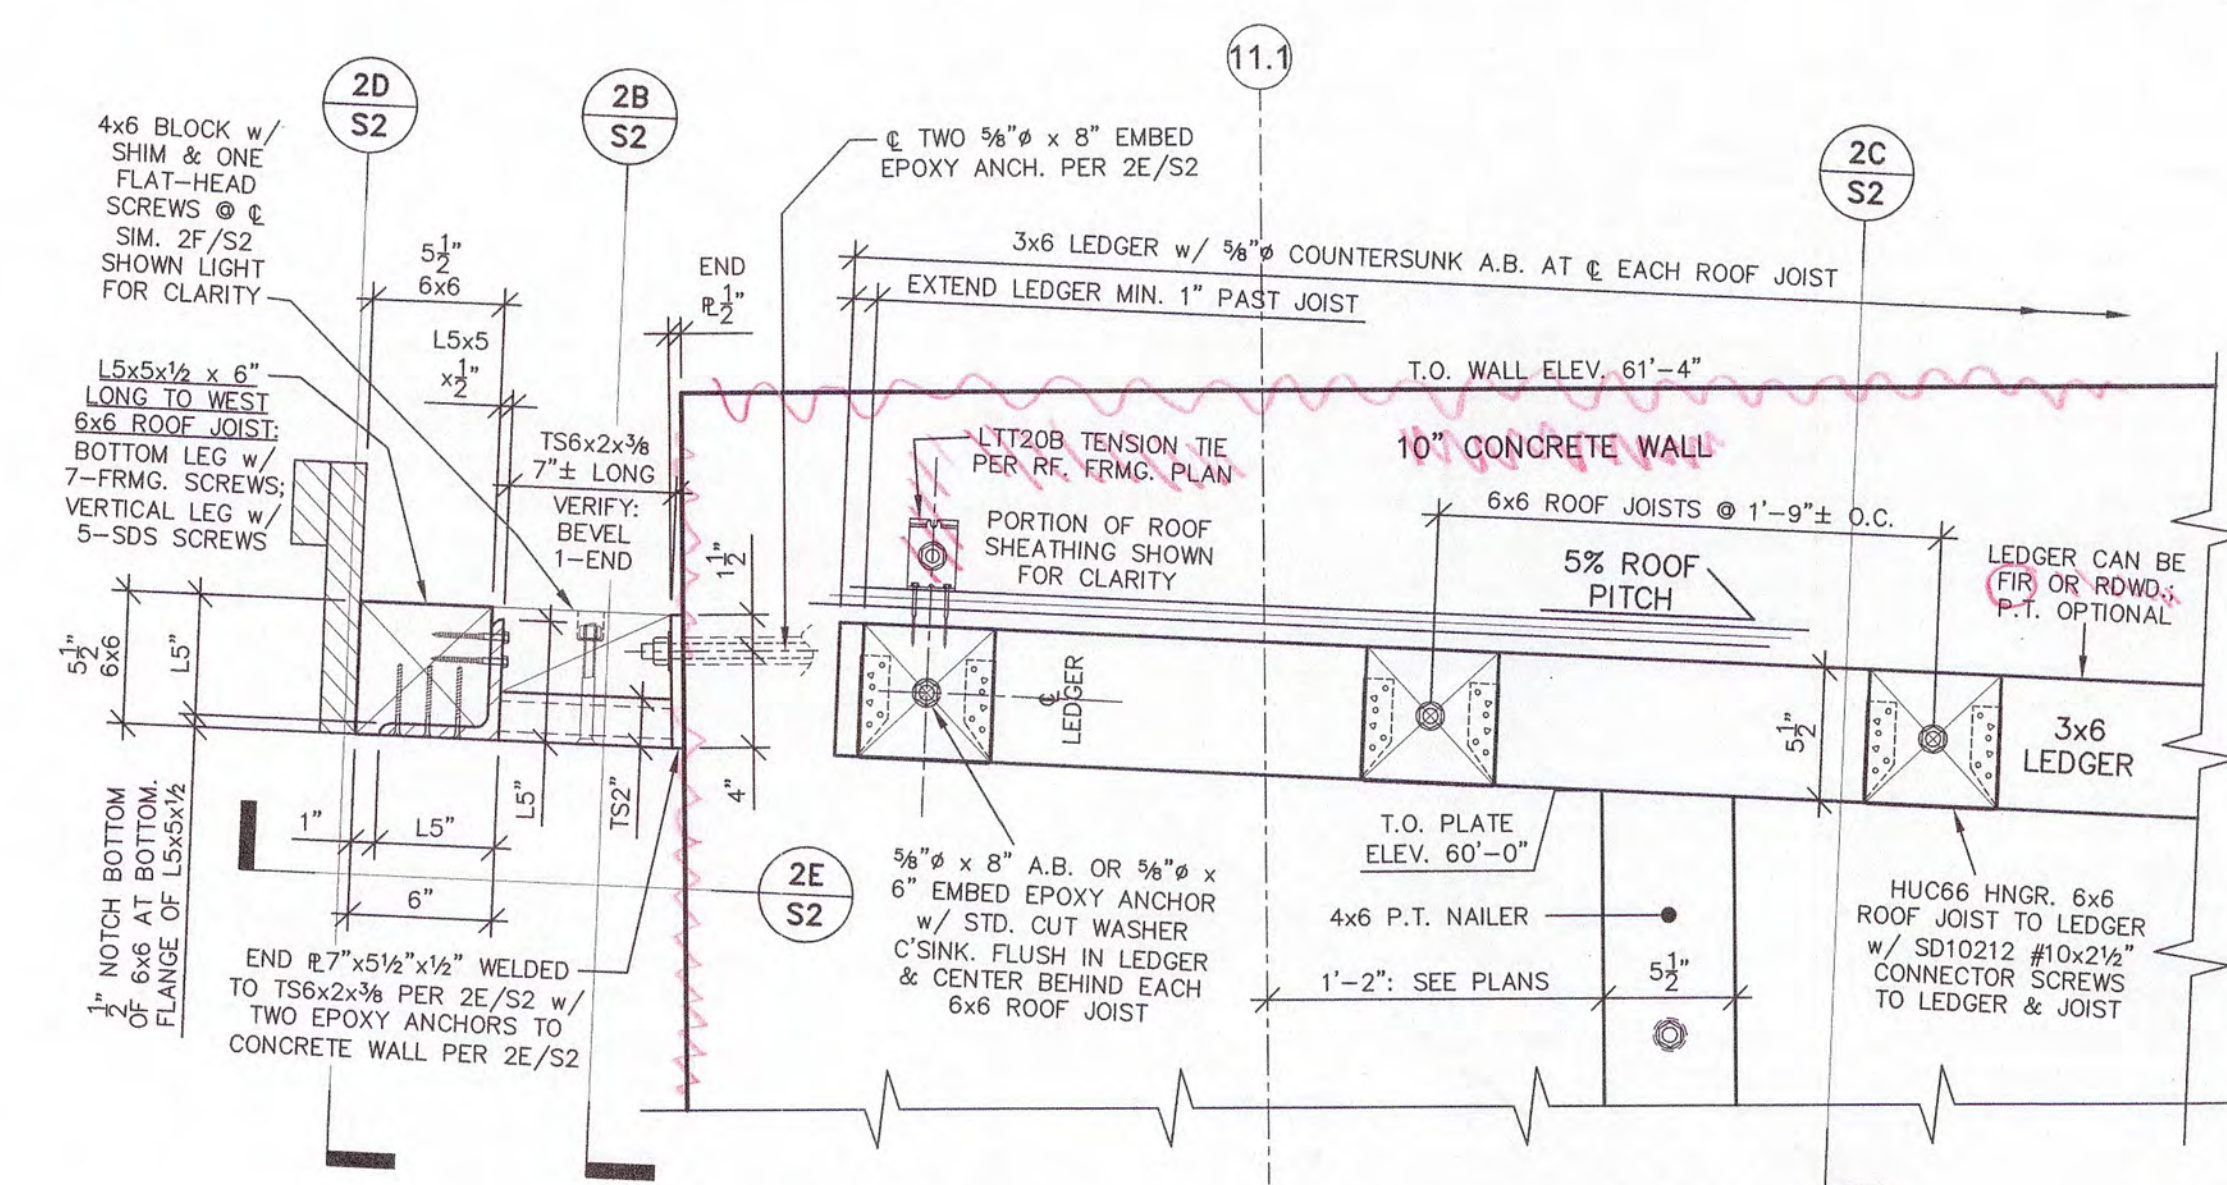 2D
S2
2B
S2
11.1
2C
S2
4x6 BLOCK w/
SHIM & ONE
FLAT-HEAD
SCREWS @ ℄
SIM. 2F/S2
SHOWN LIGHT
FOR CLARITY
5½"
6x6
L5x5
x½"
END
℄ TWO ⅝"ø x 8" EMBED
EPOXY ANCH. PER 2E/S2
3x6 LEDGER w/ ⅝"ø COUNTERSUNK A.B. AT ℄ EACH ROOF JOIST
EXTEND LEDGER MIN. 1" PAST JOIST
T.O. WALL ELEV. 61'-4"
L5x5x½ x 6"
LONG TO WEST
6x6 ROOF JOIST:
BOTTOM LEG w/
7-FRMG. SCREWS;
VERTICAL LEG w/
5-SDS SCREWS
TS6x2x⅜
7"± LONG
VERIFY:
BEVEL
1-END
1½"
4"
LTT20B TENSION TIE
PER RF. FRMG. PLAN
PORTION OF ROOF
SHEATHING SHOWN
FOR CLARITY
10" CONCRETE WALL
6x6 ROOF JOISTS @ 1'-9"± O.C.
5% ROOF
PITCH
LEDGER CAN BE
FIR OR RDWD.;
P.T. OPTIONAL
5½"
6x6
L5"
L5"
TS2"
1"
L5"
6"
½" NOTCH BOTTOM
OF 6x6 AT BOTTOM.
FLANGE OF L5x5x½
END ⅊7"x5½"x½" WELDED
TO TS6x2x⅜ PER 2E/S2 w/
TWO EPOXY ANCHORS TO
CONCRETE WALL PER 2E/S2
2E
S2
℄
LEDGER
⅝"ø x 8" A.B. OR ⅝"ø x
6" EMBED EPOXY ANCHOR
w/ STD. CUT WASHER
C'SINK. FLUSH IN LEDGER
& CENTER BEHIND EACH
6x6 ROOF JOIST
T.O. PLATE
ELEV. 60'-0"
4x6 P.T. NAILER
1'-2": SEE PLANS
5½"
5½"
3x6
LEDGER
HUC66 HNGR. 6x6
ROOF JOIST TO LEDGER
w/ SD10212 #10x2½"
CONNECTOR SCREWS
TO LEDGER & JOIST
⅊½"